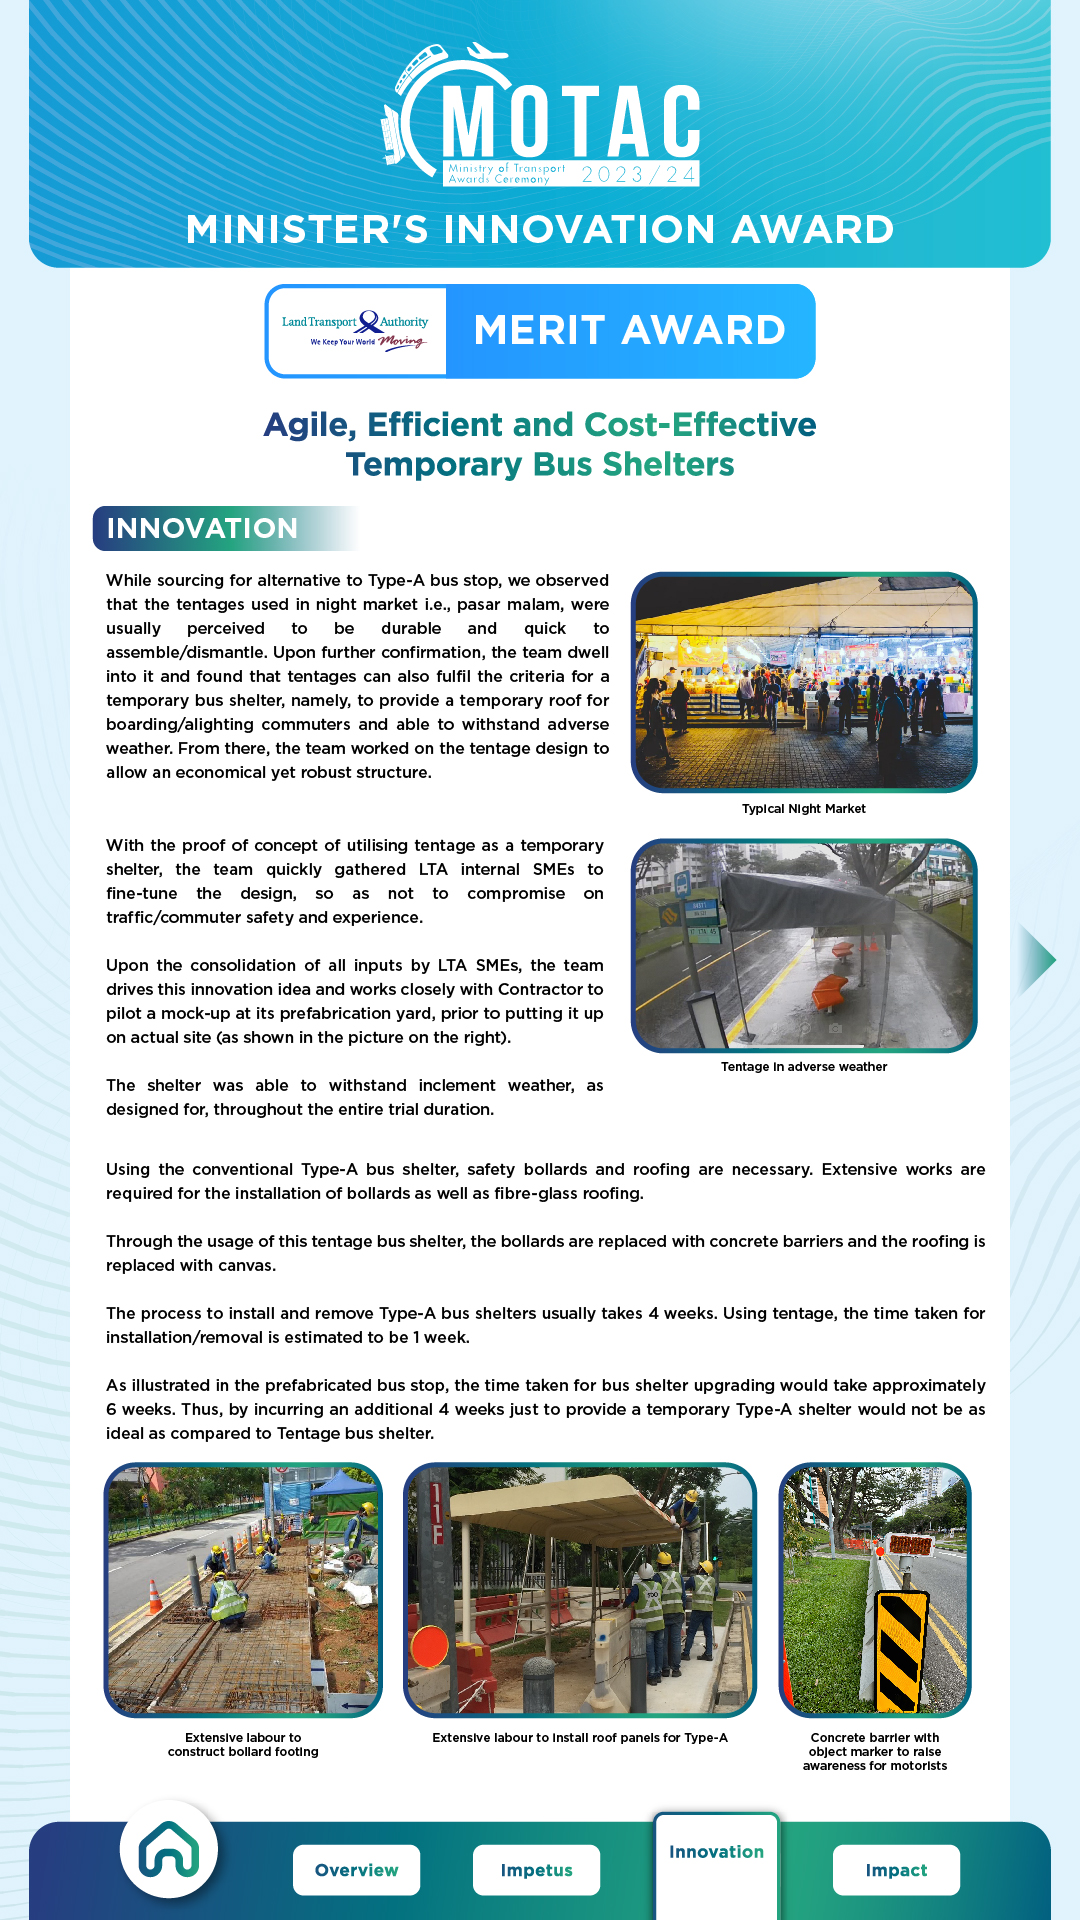 MOTAC
Ministry of Transport
Awards Ceremony
2023/24
MINISTER'S INNOVATION AWARD
Land Transport Authority
We Keep Your World Moving
MERIT AWARD
Agile, Efficient and Cost-Effective
Temporary Bus Shelters
INNOVATION
While sourcing for alternative to Type-A bus stop, we observed
that the tentages used in night market i.e., pasar malam, were
usually perceived to be durable and quick to
assemble/dismantle. Upon further confirmation, the team dwell
into it and found that tentages can also fulfil the criteria for a
temporary bus shelter, namely, to provide a temporary roof for
boarding/alighting commuters and able to withstand adverse
weather. From there, the team worked on the tentage design to
allow an economical yet robust structure.
Typical Night Market
With the proof of concept of utilising tentage as a temporary
shelter, the team quickly gathered LTA internal SMEs to
fine-tune the design, so as not to compromise on
traffic/commuter safety and experience.
Upon the consolidation of all inputs by LTA SMEs, the team
drives this innovation idea and works closely with Contractor to
pilot a mock-up at its prefabrication yard, prior to putting it up
on actual site (as shown in the picture on the right).
The shelter was able to withstand inclement weather, as
designed for, throughout the entire trial duration.
Tentage in adverse weather
Using the conventional Type-A bus shelter, safety bollards and roofing are necessary. Extensive works are
required for the installation of bollards as well as fibre-glass roofing.
Through the usage of this tentage bus shelter, the bollards are replaced with concrete barriers and the roofing is
replaced with canvas.
The process to install and remove Type-A bus shelters usually takes 4 weeks. Using tentage, the time taken for
installation/removal is estimated to be 1 week.
As illustrated in the prefabricated bus stop, the time taken for bus shelter upgrading would take approximately
6 weeks. Thus, by incurring an additional 4 weeks just to provide a temporary Type-A shelter would not be as
ideal as compared to Tentage bus shelter.
11F
Extensive labour to
construct bollard footing
Extensive labour to install roof panels for Type-A
Concrete barrier with
object marker to raise
awareness for motorists
Overview
Impetus
Innovation
Impact